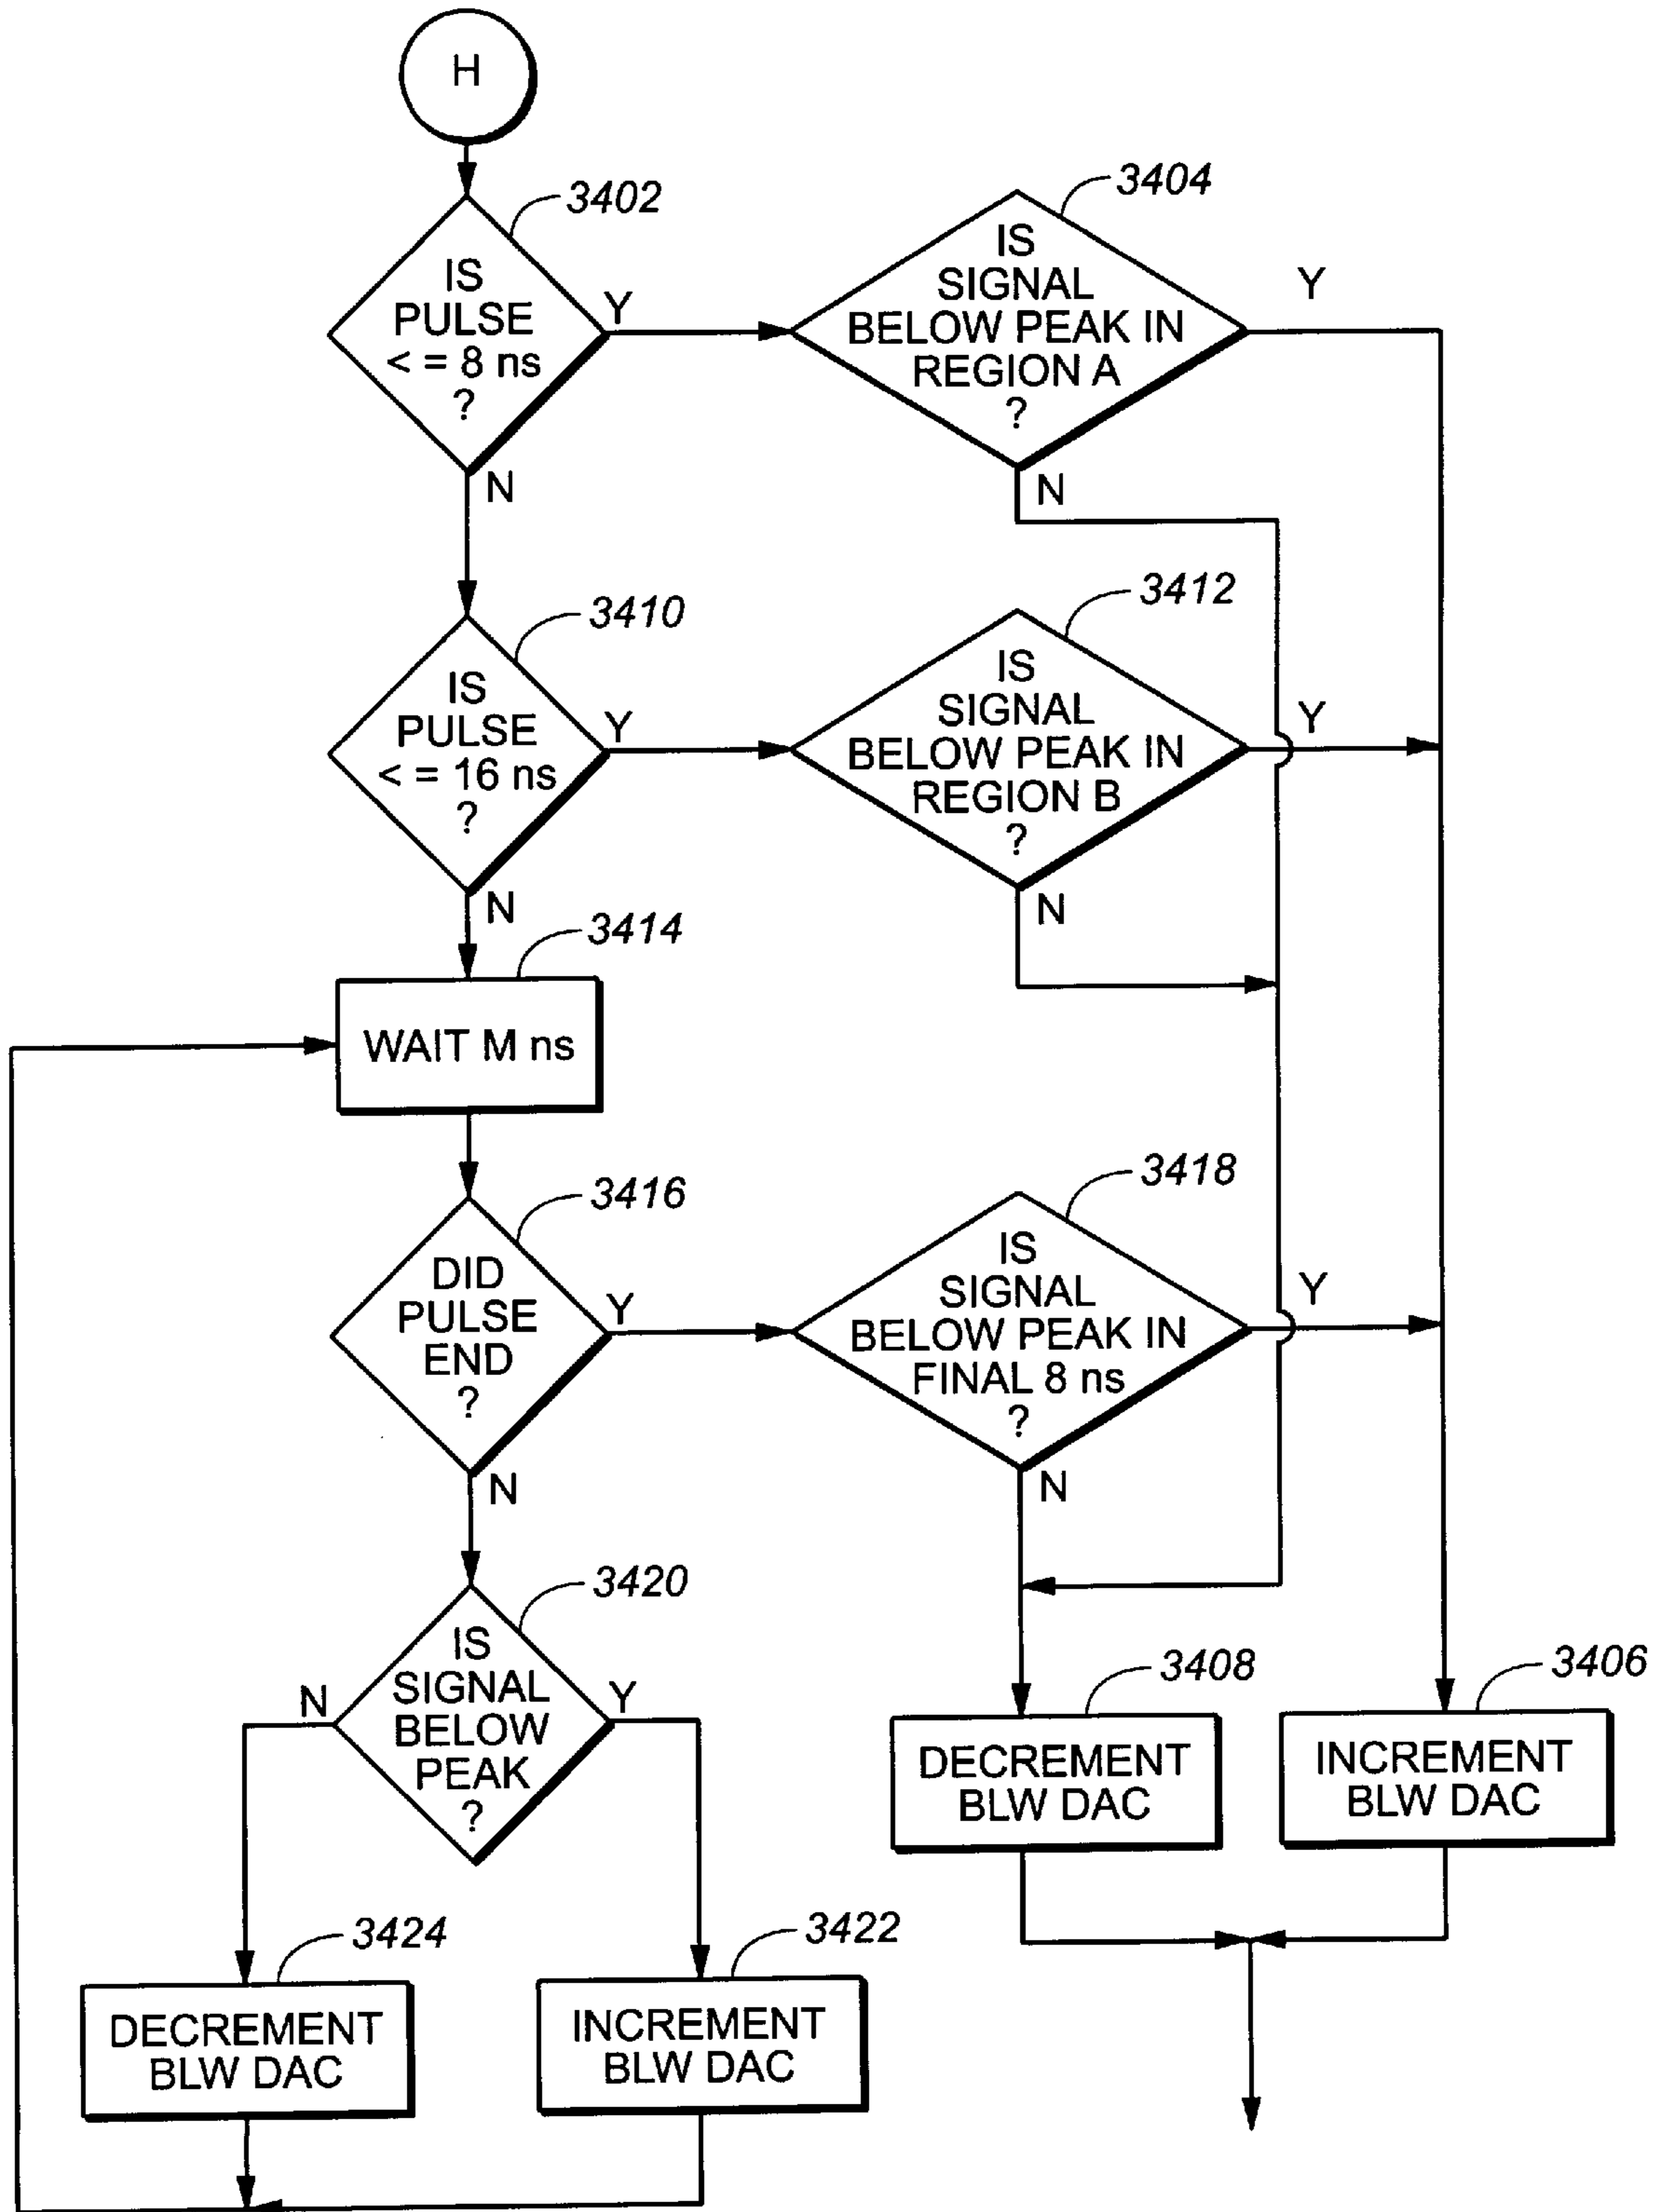 H
3402
IS
PULSE
< = 8 ns
?
Y
N
3404
IS
SIGNAL
BELOW PEAK IN
REGION A
?
Y
N
3410
IS
PULSE
< = 16 ns
?
Y
N
3412
IS
SIGNAL
BELOW PEAK IN
REGION B
?
Y
N
3414
WAIT M ns
3416
DID
PULSE
END
?
Y
N
3418
IS
SIGNAL
BELOW PEAK IN
FINAL 8 ns
?
Y
N
3420
IS
SIGNAL
BELOW
PEAK
?
N
Y
3408
DECREMENT
BLW DAC
3406
INCREMENT
BLW DAC
3424
DECREMENT
BLW DAC
3422
INCREMENT
BLW DAC